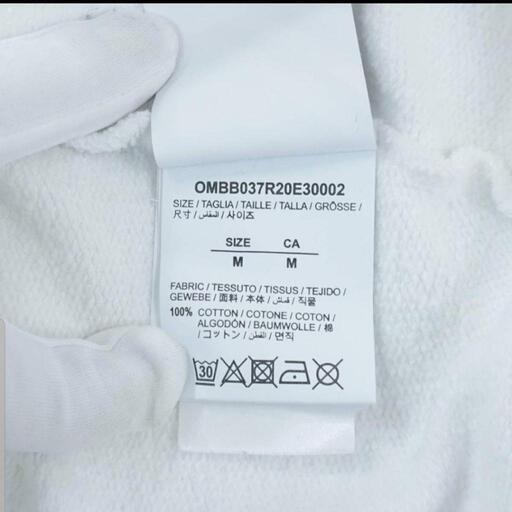 OMBB037R20E30002
SIZE / TAGLIA / TAILLE / TALLA / GRÖSSE /
尺寸 / المقاس / 사이즈
SIZE CA
M M
FABRIC / TESSUTO / TISSUS / TEJIDO /
GEWEBE / 面料 / 本体 / قماش / 직물
100% COTTON / COTONE / COTON /
ALGODÓN / BAUMWOLLE / 棉
/ コットン / القطن / 면직
30